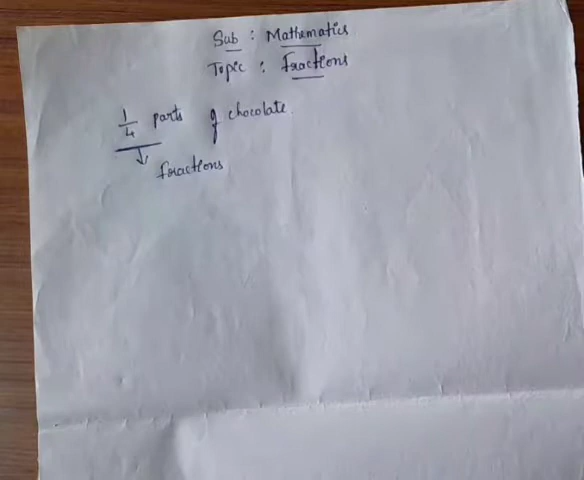 Sub : Mathematics
Topic : fractions
1/4 parts of chocolate.
↓
fractions